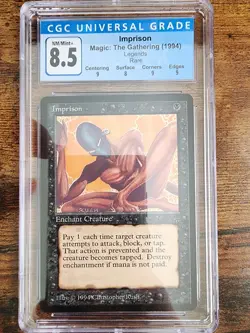 CGC UNIVERSAL GRADE
NM/Mint+
8.5
Imprison
Magic: The Gathering (1994)
Legends
Rare
Centering Surface Corners Edges
9 8 9 9
Imprison
Enchant Creature
Pay 1 each time target creature
attempts to attack, block, or tap.
That action is prevented and the
creature becomes tapped. Destroy
enchantment if mana is not paid.
Illus. © 1994 Christopher Rush